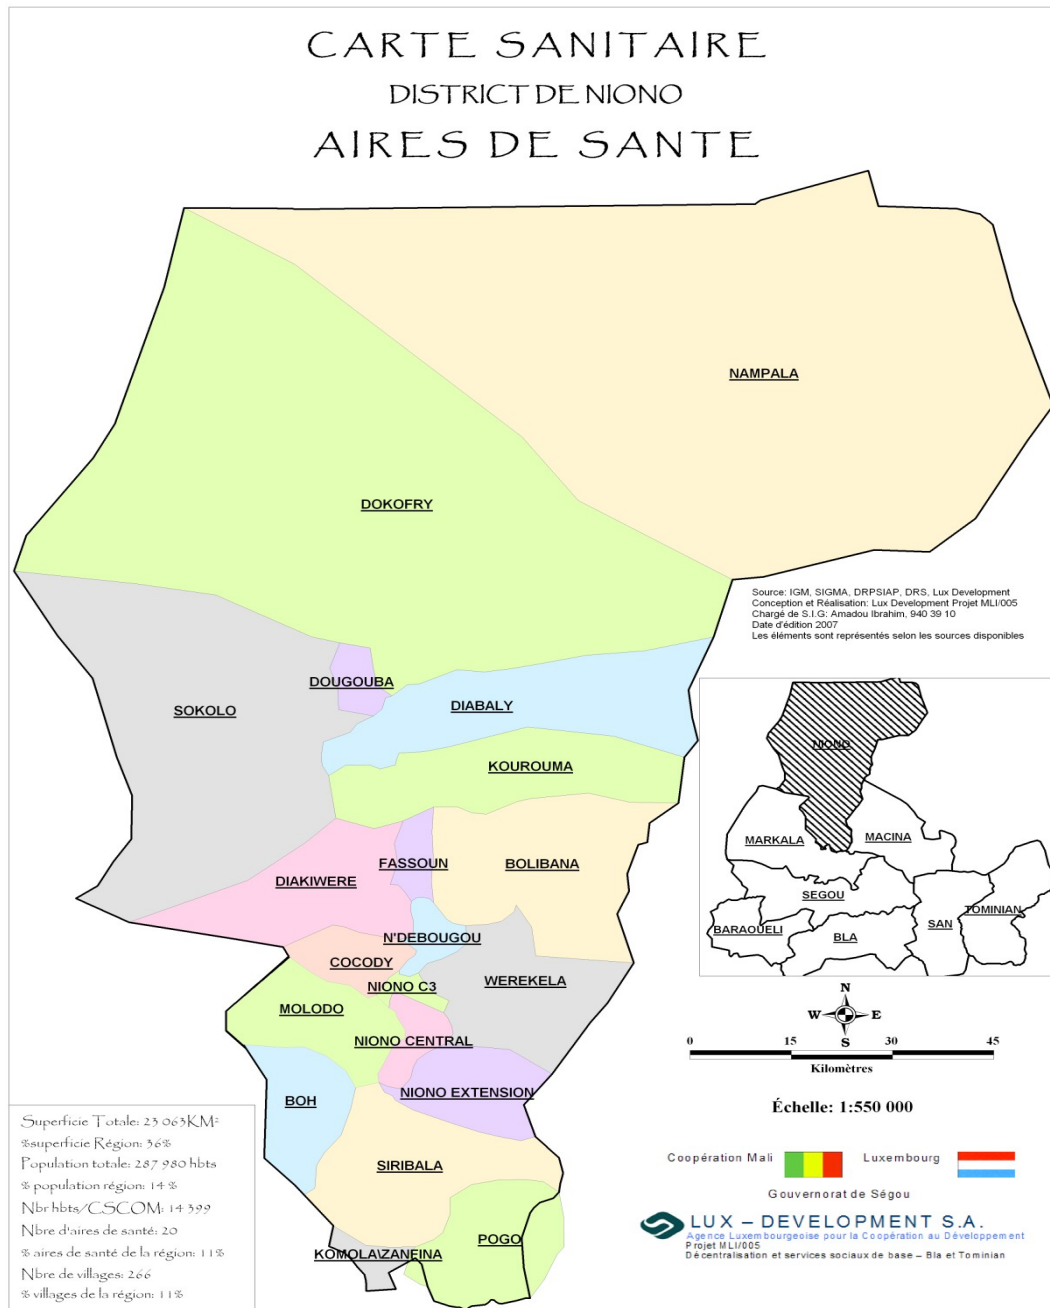 CARTE SANITAIRE
DISTRICT DE NIONO
AIRES DE SANTE
NAMPALA
DOKOFRY
Source: IGM, SIGMA, DRPSIAP, DRS, Lux Development
Conception et Réalisation: Lux Development Projet MLI/005
Chargé de S.I.G: Amadou Ibrahim, 940 39 10
Date d'édition 2007
Les éléments sont représentés selon les sources disponibles
DOUGOUBA
SOKOLO
DIABALY
KOUROUMA
FASSOUN
BOLIBANA
DIAKIWERE
N'DEBOUGOU
COCODY
WEREKELA
NIONO C3
MOLODO
NIONO CENTRAL
NIONO EXTENSION
BOH
SIRIBALA
POGO
KOMOLA\ZANFINA
NIONO
MARKALA
MACINA
SEGOU
TOMINIAN
BARAOUELI
SAN
BLA
N
W E
S
0 15 30 45
Kilomètres
Échelle: 1:550 000
Superficie Totale: 23 063KM²
%superficie Région: 36%
Population totale: 287 980 hbts
% population région: 14 %
Nbr hbts/CSCOM: 14 399
Nbre d'aires de santé: 20
% aires de santé de la région: 11%
Nbre de villages: 266
% villages de la région: 11%
Coopération Mali Luxembourg
Gouvernorat de Ségou
LUX – DEVELOPMENT S.A.
Agence Luxembourgeoise pour la Coopération au Développement
Projet MLI/005
Décentralisation et services sociaux de base – Bla et Tominian